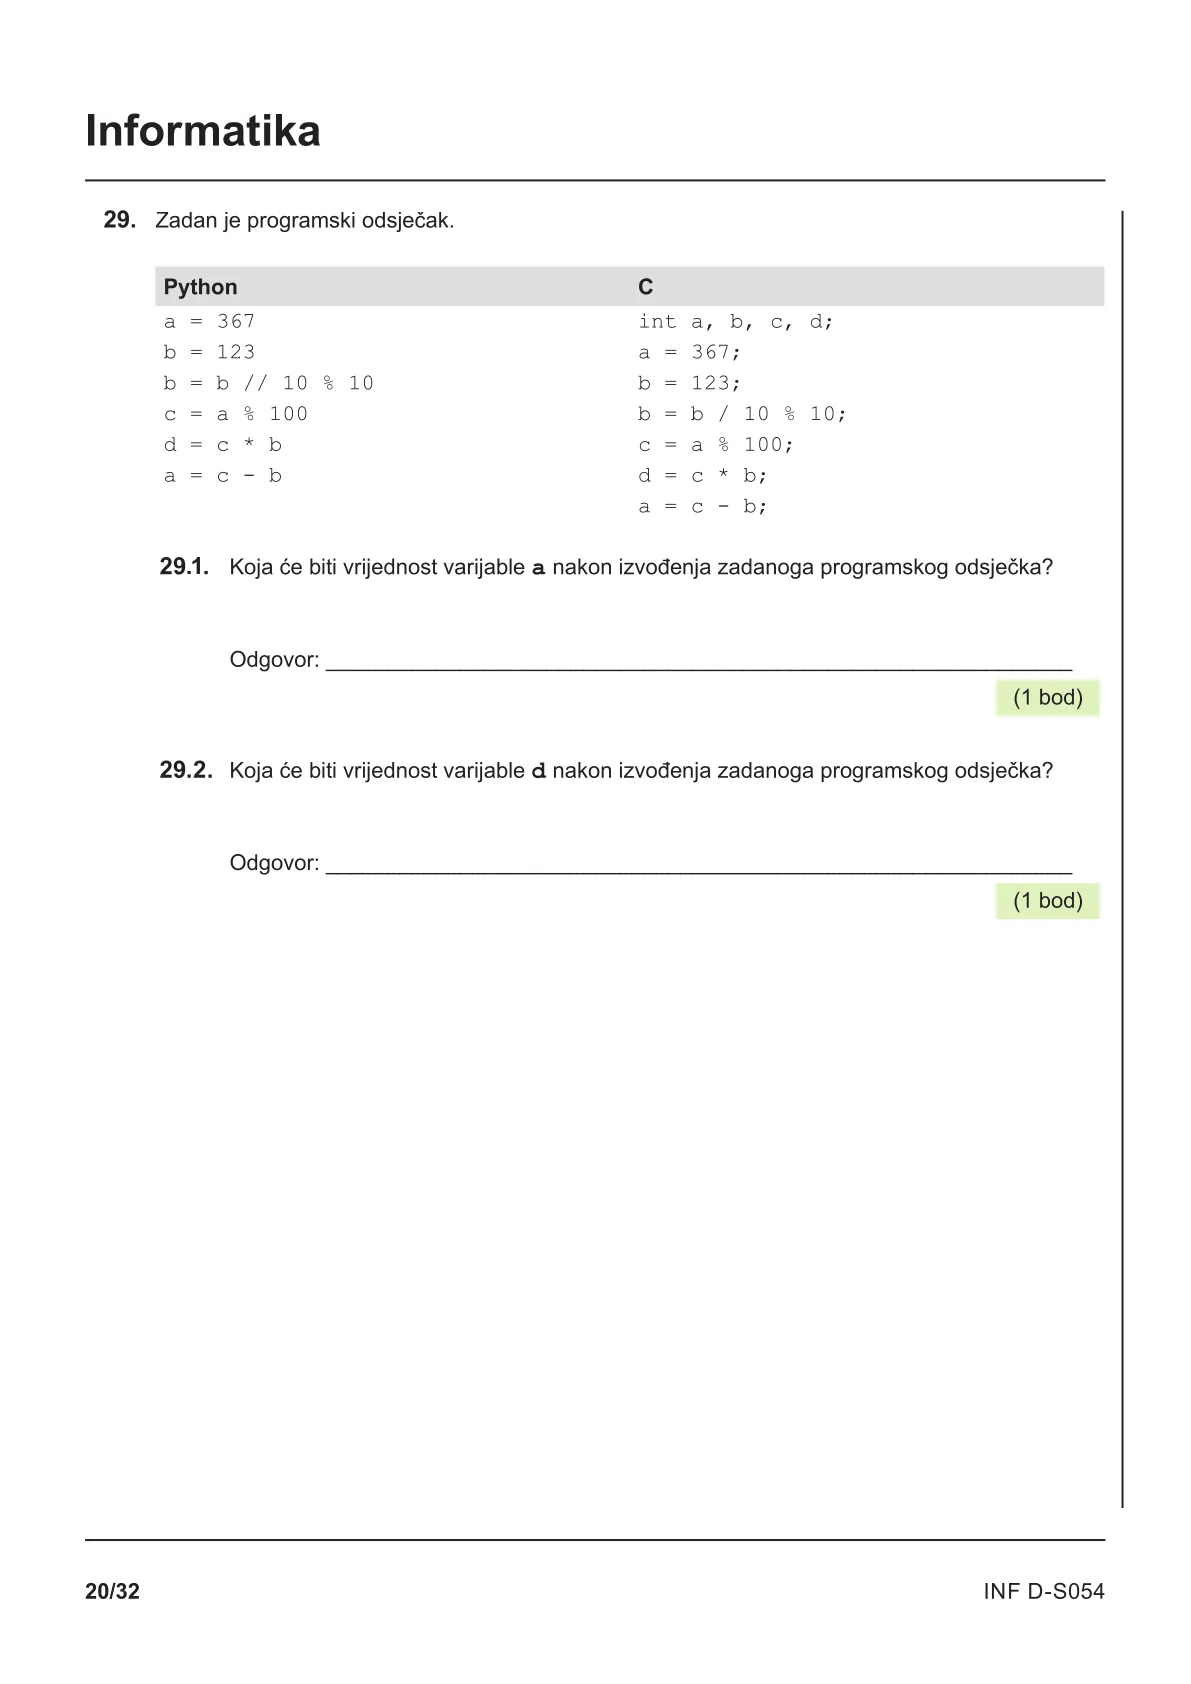 Informatika
29. Zadan je programski odsječak.
Python C
a = 367 int a, b, c, d;
b = 123 a = 367;
b = b // 10 % 10 b = 123;
c = a % 100 b = b / 10 % 10;
d = c * b c = a % 100;
a = c - b d = c * b;
a = c - b;
29.1. Koja će biti vrijednost varijable a nakon izvođenja zadanoga programskog odsječka?
Odgovor: ______________________________________________________________
(1 bod)
29.2. Koja će biti vrijednost varijable d nakon izvođenja zadanoga programskog odsječka?
Odgovor: ______________________________________________________________
(1 bod)
20/32 INF D-S054